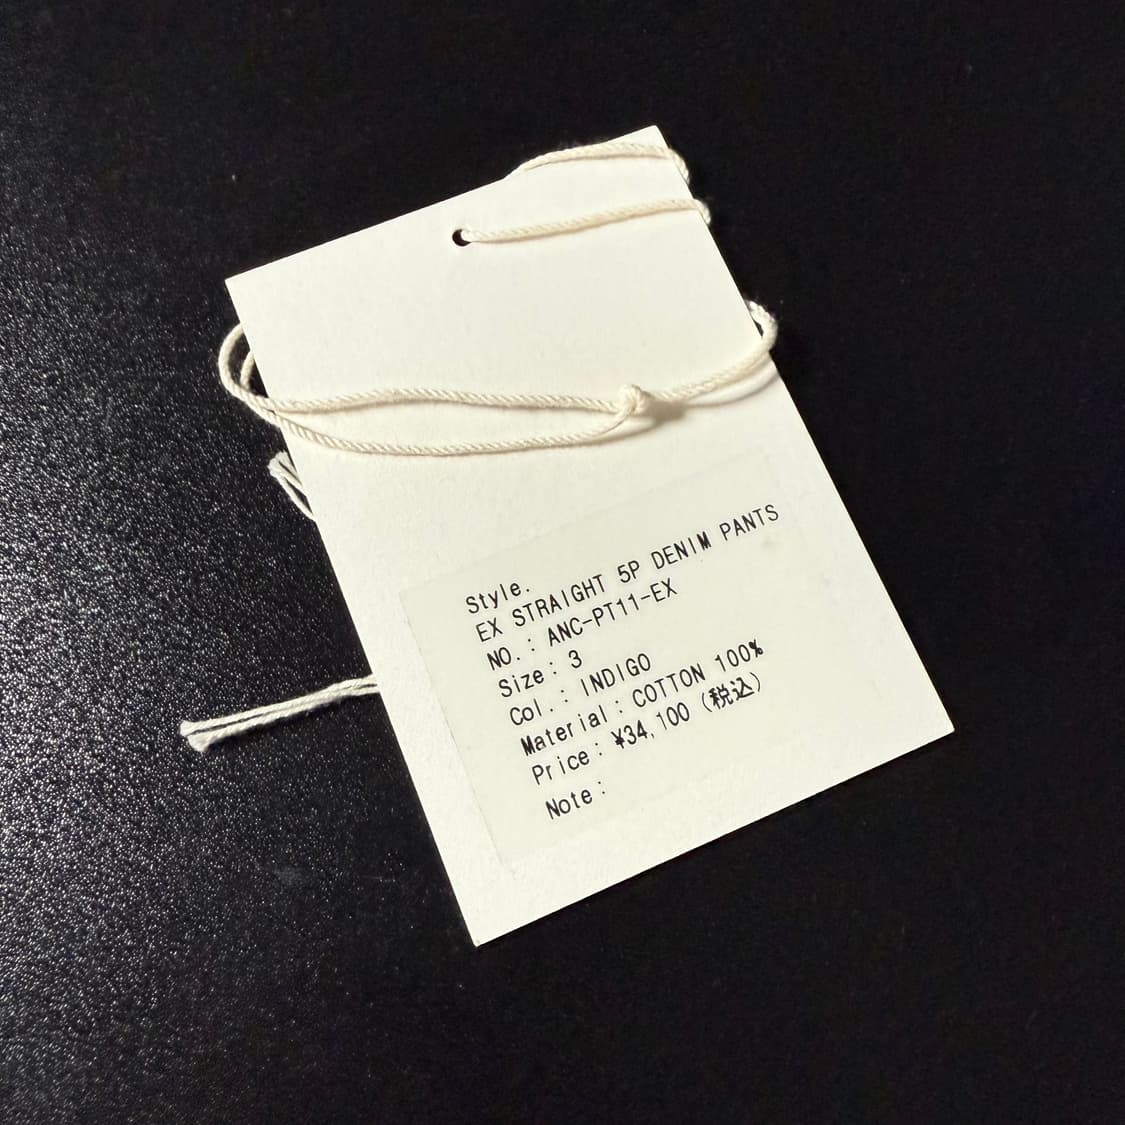 Style.
EX STRAIGHT 5P DENIM PANTS
NO.: ANC-PT11-EX
Size: 3
Col.: INDIGO
Material: COTTON 100%
Price: ¥34,100 (税込)
Note: